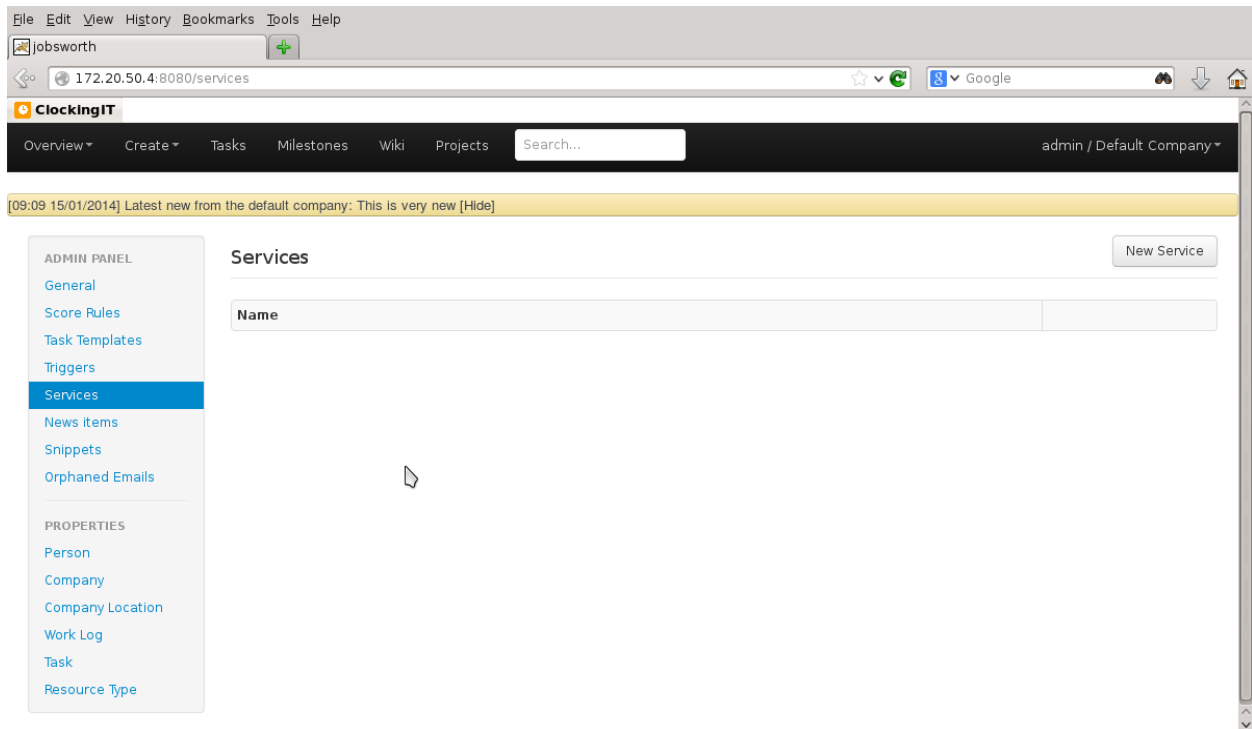 File Edit View History Bookmarks Tools Help
jobsworth
172.20.50.4:8080/services
8 Google
ClockingIT
Overview Create Tasks Milestones Wiki Projects Search... admin / Default Company
[09:09 15/01/2014] Latest new from the default company: This is very new [Hide]
ADMIN PANEL
General
Score Rules
Task Templates
Triggers
Services
News items
Snippets
Orphaned Emails
PROPERTIES
Person
Company
Company Location
Work Log
Task
Resource Type
Services
New Service
Name